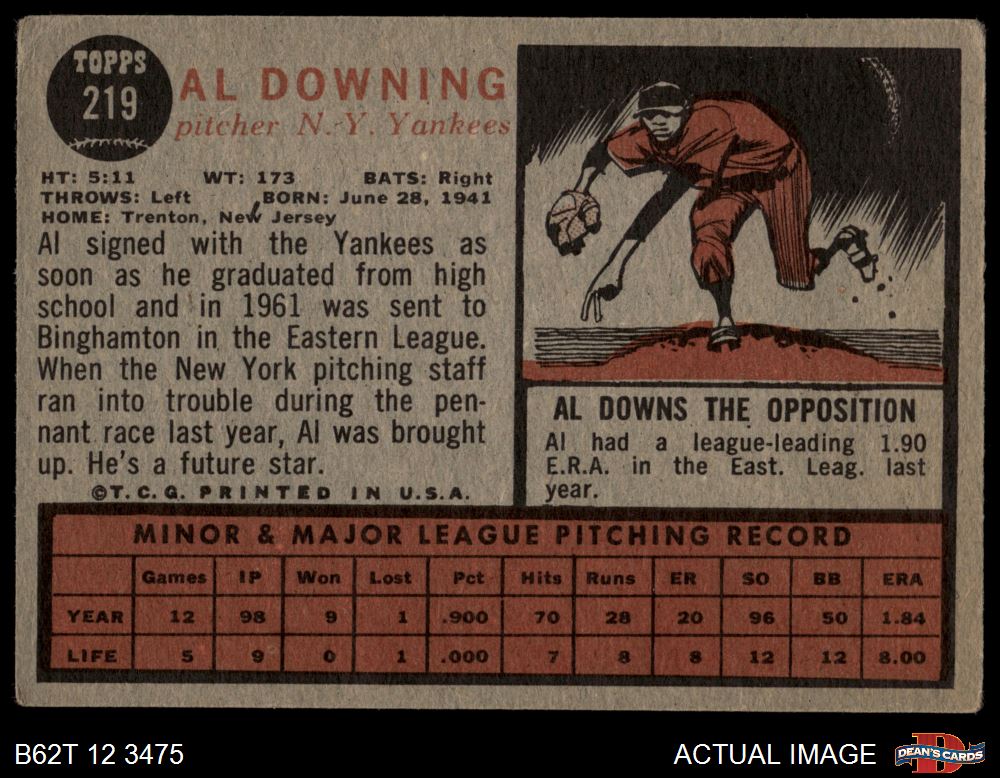 TOPPS
219
AL DOWNING
pitcher N.Y. Yankees
HT: 5:11 WT: 173 BATS: Right
THROWS: Left BORN: June 28, 1941
HOME: Trenton, New Jersey
Al signed with the Yankees as
soon as he graduated from high
school and in 1961 was sent to
Binghamton in the Eastern League.
When the New York pitching staff
ran into trouble during the pen-
nant race last year, Al was brought
up. He's a future star.
©T.C.G. PRINTED IN U.S.A.
AL DOWNS THE OPPOSITION
Al had a league-leading 1.90
E.R.A. in the East. Leag. last
year.
MINOR & MAJOR LEAGUE PITCHING RECORD
Games IP Won Lost Pct Hits Runs ER SO BB ERA
YEAR 12 98 9 1 .900 70 28 20 96 50 1.84
LIFE 5 9 0 1 .000 7 8 8 12 12 8.00
B62T 12 3475
ACTUAL IMAGE
D
DEAN'S CARDS